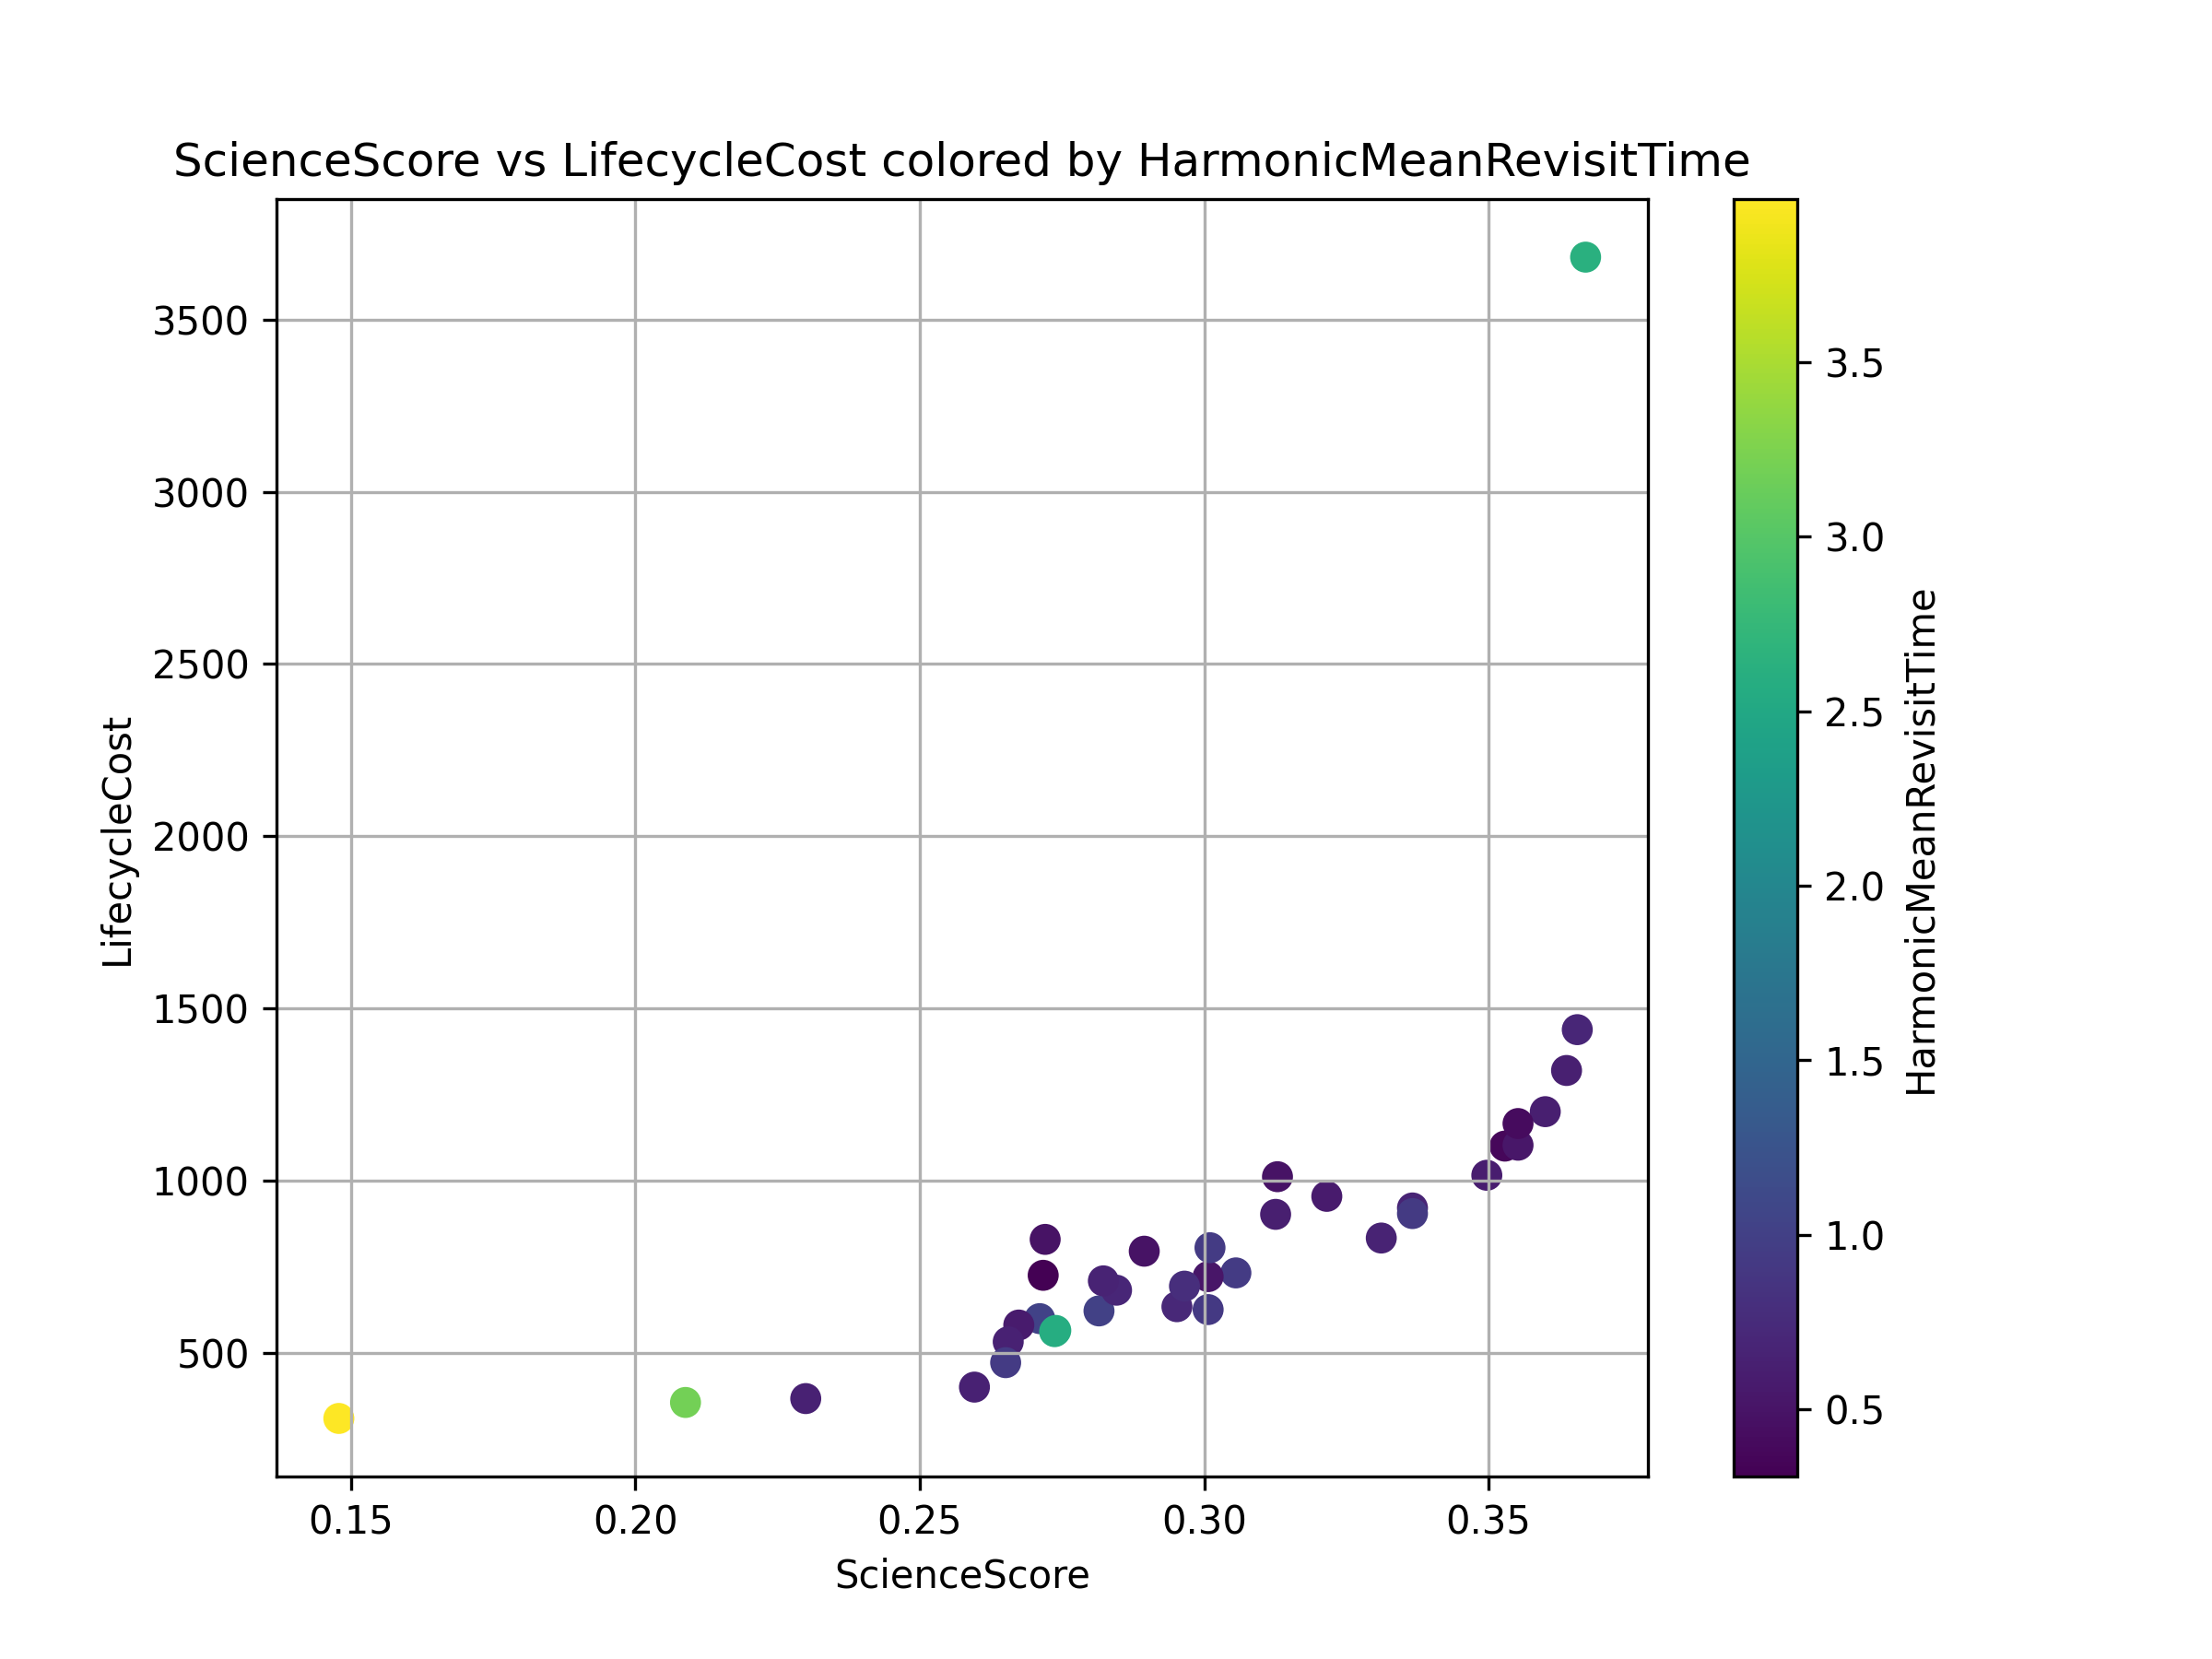 ScienceScore vs LifecycleCost colored by HarmonicMeanRevisitTime
LifecycleCost
3500
3000
2500
2000
1500
1000
500
0.15 0.20 0.25 0.30 0.35
ScienceScore
3.5
3.0
2.5
2.0
1.5
1.0
0.5
HarmonicMeanRevisitTime